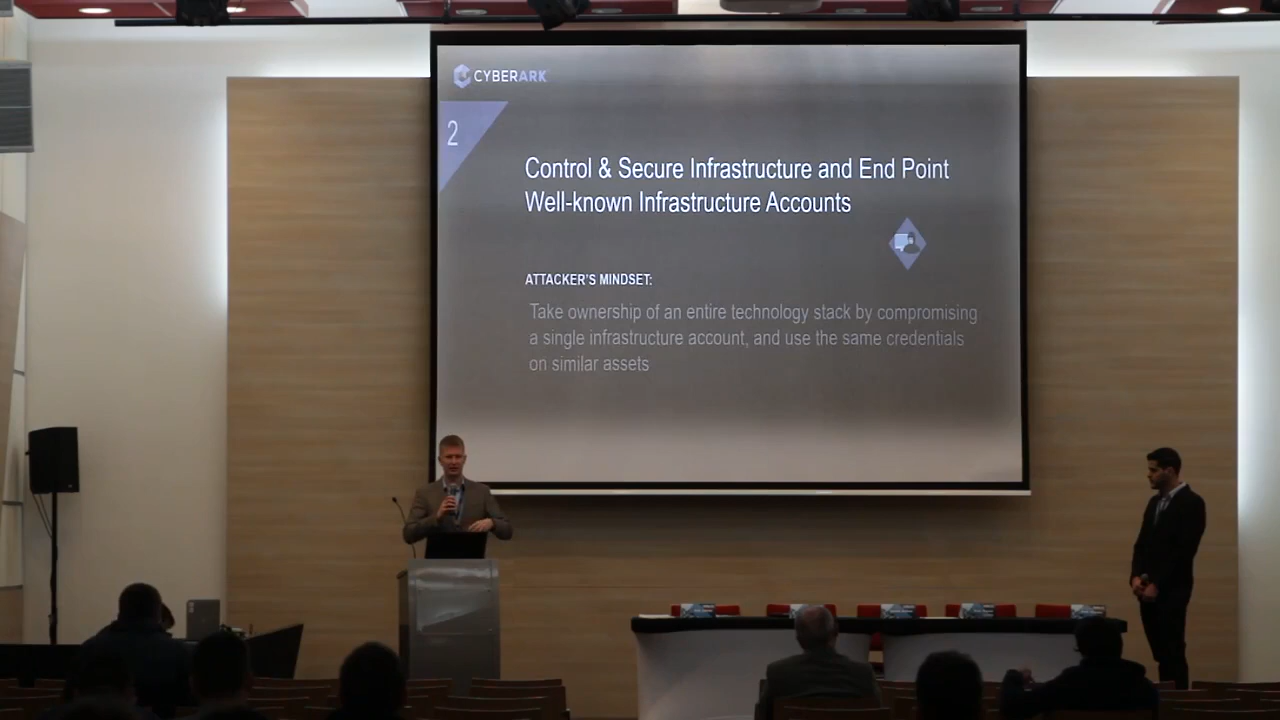 CYBERARK
2
Control & Secure Infrastructure and End Point
Well-known Infrastructure Accounts
ATTACKER'S MINDSET:
Take ownership of an entire technology stack by compromising
a single infrastructure account, and use the same credentials
on similar assets